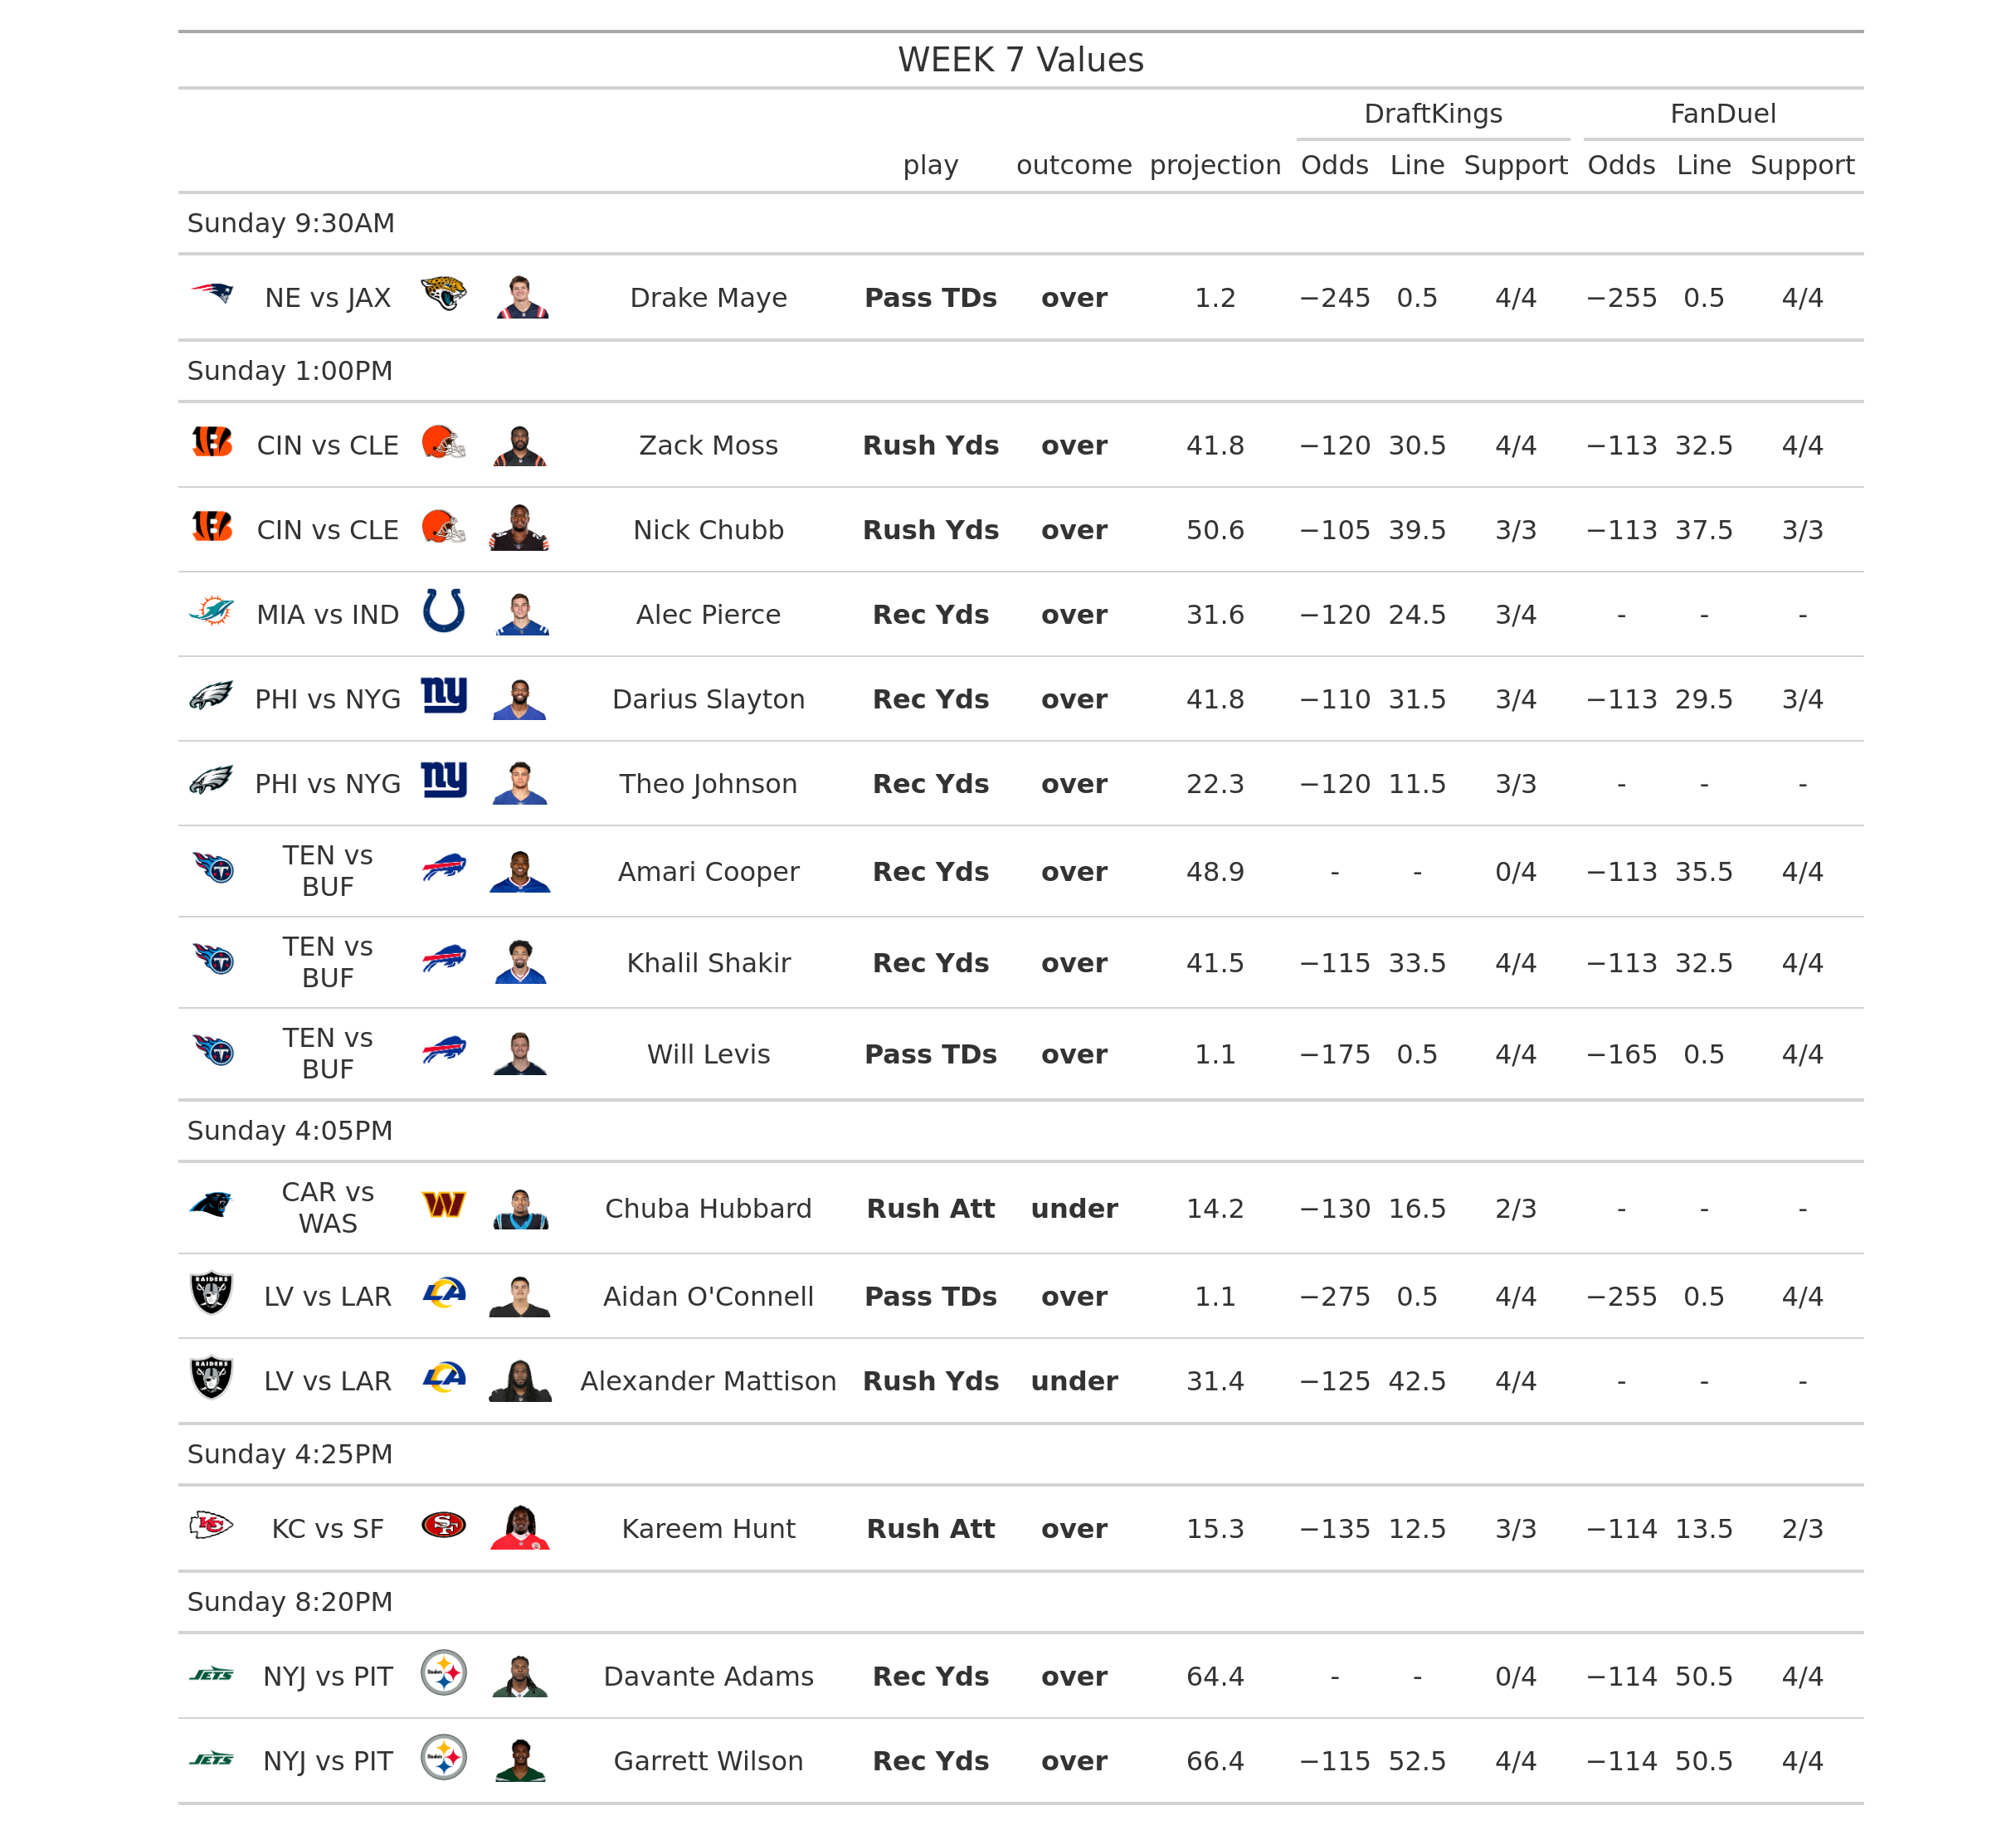 WEEK 7 Values
DraftKings FanDuel
play outcome projection Odds Line Support Odds Line Support
Sunday 9:30AM
NE vs JAX Drake Maye Pass TDs over 1.2 −245 0.5 4/4 −255 0.5 4/4
Sunday 1:00PM
CIN vs CLE Zack Moss Rush Yds over 41.8 −120 30.5 4/4 −113 32.5 4/4
CIN vs CLE Nick Chubb Rush Yds over 50.6 −105 39.5 3/3 −113 37.5 3/3
MIA vs IND Alec Pierce Rec Yds over 31.6 −120 24.5 3/4 - - -
PHI vs NYG ny Darius Slayton Rec Yds over 41.8 −110 31.5 3/4 −113 29.5 3/4
PHI vs NYG ny Theo Johnson Rec Yds over 22.3 −120 11.5 3/3 - - -
TEN vs
BUF Amari Cooper Rec Yds over 48.9 - - 0/4 −113 35.5 4/4
TEN vs
BUF Khalil Shakir Rec Yds over 41.5 −115 33.5 4/4 −113 32.5 4/4
TEN vs
BUF Will Levis Pass TDs over 1.1 −175 0.5 4/4 −165 0.5 4/4
Sunday 4:05PM
CAR vs
WAS W Chuba Hubbard Rush Att under 14.2 −130 16.5 2/3 - - -
RAIDERS LV vs LAR LA Aidan O'Connell Pass TDs over 1.1 −275 0.5 4/4 −255 0.5 4/4
RAIDERS LV vs LAR LA Alexander Mattison Rush Yds under 31.4 −125 42.5 4/4 - - -
Sunday 4:25PM
KC KC vs SF SF Kareem Hunt Rush Att over 15.3 −135 12.5 3/3 −114 13.5 2/3
Sunday 8:20PM
JETS NYJ vs PIT Steelers Davante Adams Rec Yds over 64.4 - - 0/4 −114 50.5 4/4
JETS NYJ vs PIT Steelers Garrett Wilson Rec Yds over 66.4 −115 52.5 4/4 −114 50.5 4/4